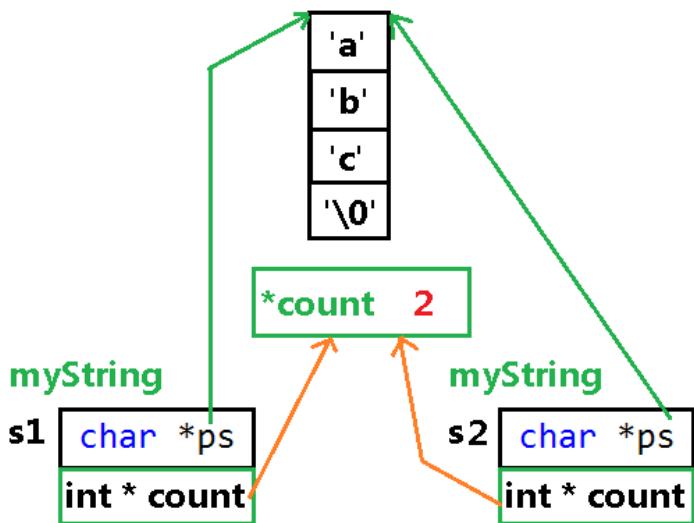 'a'
'b'
'c'
'\0'
*count 2
myString myString
s1 char *ps s2 char *ps
int * count int * count